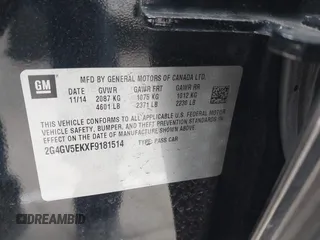 GM
MFD BY GENERAL MOTORS OF CANADA LTD.
DATE GVWR GAWR FRT GAWR RR
11/14 2087 KG 1075 KG 1012 KG
4601 LB 2371 LB 2230 LB
THIS VEHICLE CONFORMS TO ALL APPLICABLE U.S. FEDERAL
MOTOR VEHICLE SAFETY,
BUMPER, AND THEFT PREVENTION STANDARDS IN
EFFECT ON THE DATE OF MANUFACTURE SHOWN ABOVE.
2G4GV5EKXF9181514 TYPE: PASS CAR
DREAMBID